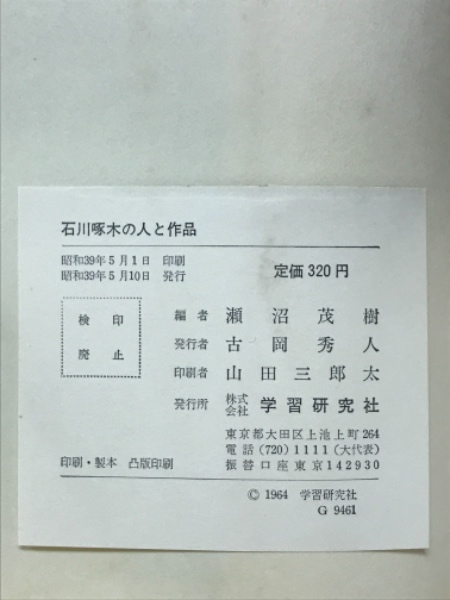 石川啄木の人と作品
昭和39年5月1日 印刷
昭和39年5月10日 発行
定価320円
検印
廃止
編者 瀬沼茂樹
発行者 古岡秀人
印刷者 山田三郎太
発行所 株式会社 学習研究社
東京都大田区上池上町264
電話(720)1111(大代表)
振替口座東京142930
印刷・製本 凸版印刷
© 1964 学習研究社
G 9461